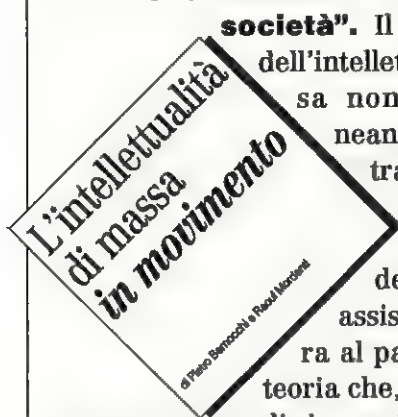 società". Il
dell'intellet
sa non
nean
tra
de
assis
ra al pa
teoria che,
L'intellettualità
di massa
in movimento
di Pietro Bernocchi e Raoul Mordenti